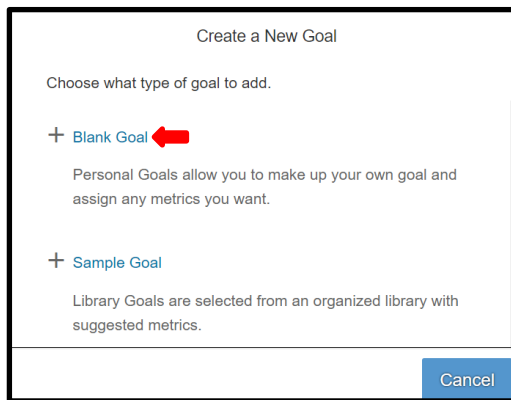 Create a New Goal
Choose what type of goal to add.
+ Blank Goal
Personal Goals allow you to make up your own goal and
assign any metrics you want.
+ Sample Goal
Library Goals are selected from an organized library with
suggested metrics.
Cancel